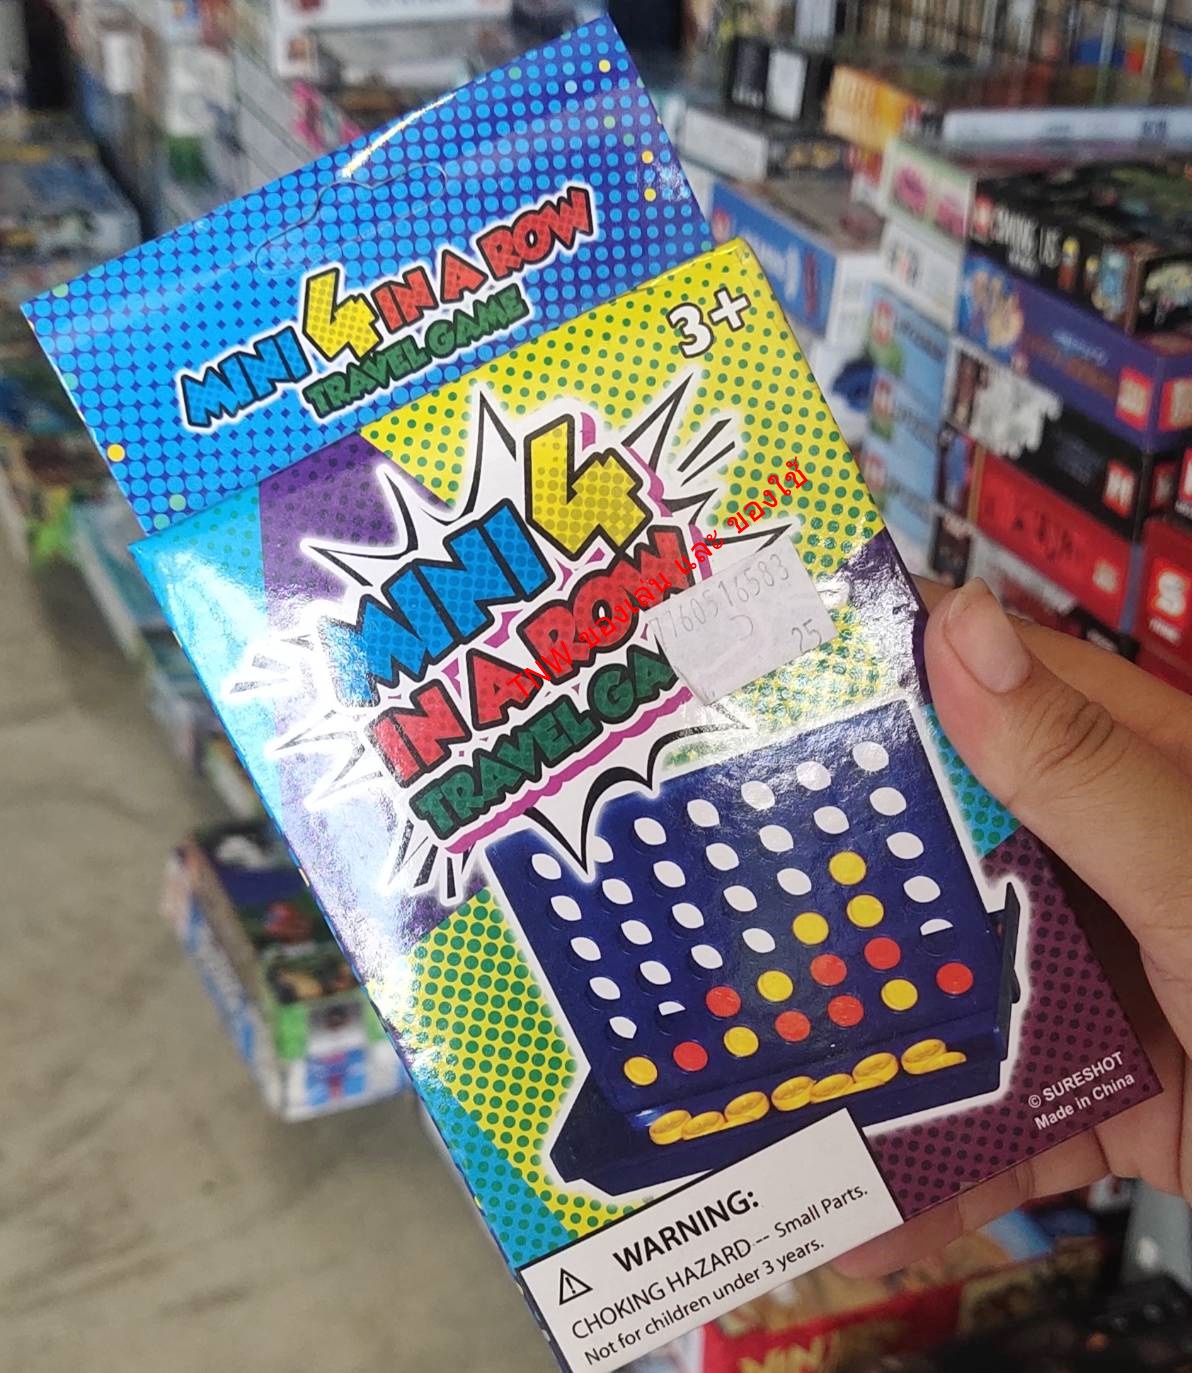 MINI 4 IN A ROW
TRAVEL GAME
3+
MINI 4
IN A ROW
TRAVEL GA
TNW ของเล่น และ ของใช้
7760516583
25
© SURESHOT
Made in China
WARNING:
CHOKING HAZARD -- Small Parts.
Not for children under 3 years.